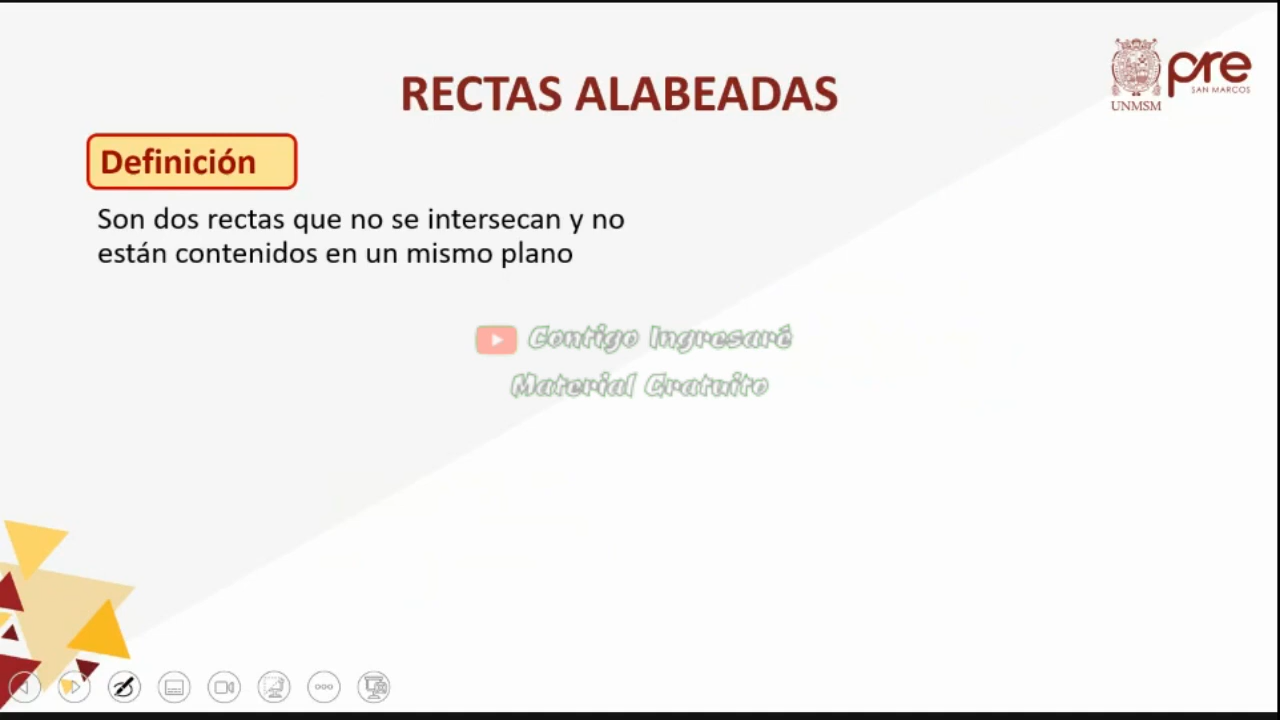 RECTAS ALABEADAS
pre
SAN MARCOS
UNMSM
Definición
Son dos rectas que no se intersecan y no
están contenidos en un mismo plano
Contigo Ingresaré
Material Gratuito